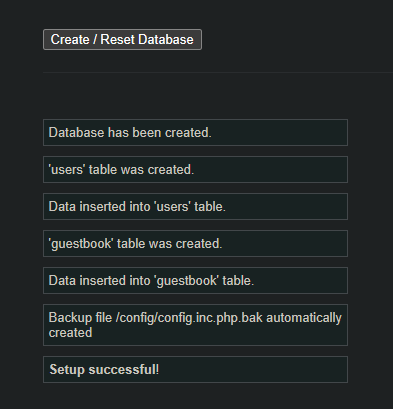 Create / Reset Database
Database has been created.
'users' table was created.
Data inserted into 'users' table.
'guestbook' table was created.
Data inserted into 'guestbook' table.
Backup file /config/config.inc.php.bak automatically
created
Setup successful!